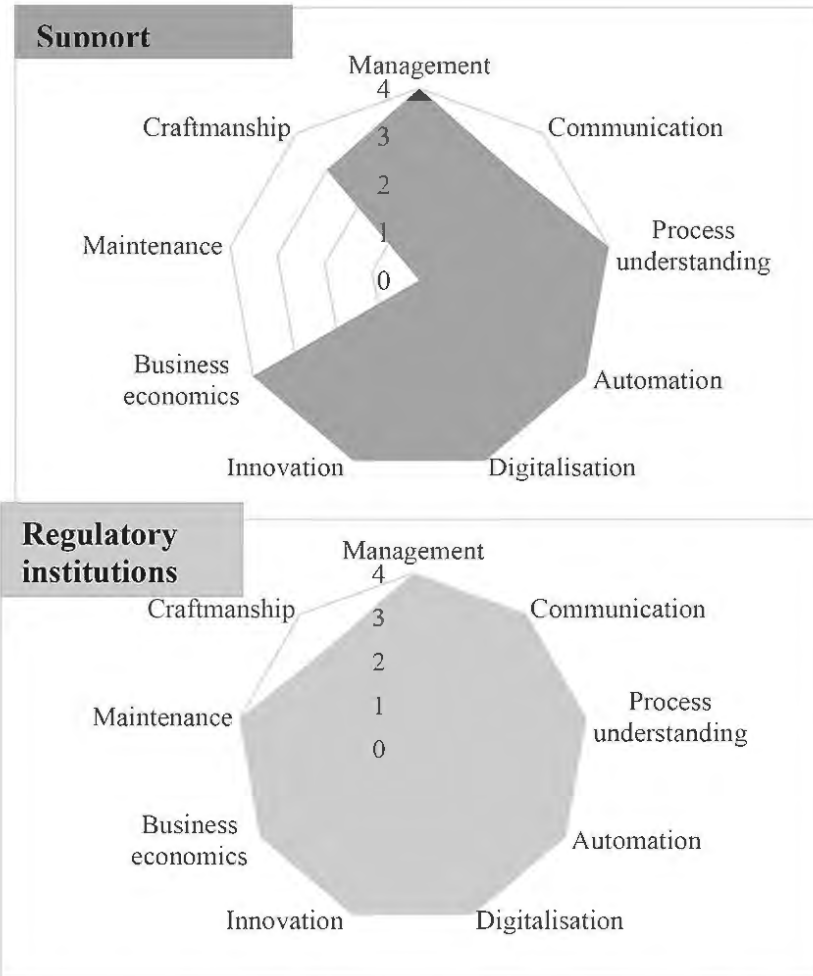 Support
Management
4
Craftmanship
Communication
3
2
Maintenance
Process
understanding
1
0
Business
economics
Automation
Innovation
Digitalisation
Regulatory
institutions
Management
4
Craftmanship
Communication
3
2
Maintenance
Process
understanding
1
0
Business
economics
Automation
Innovation
Digitalisation